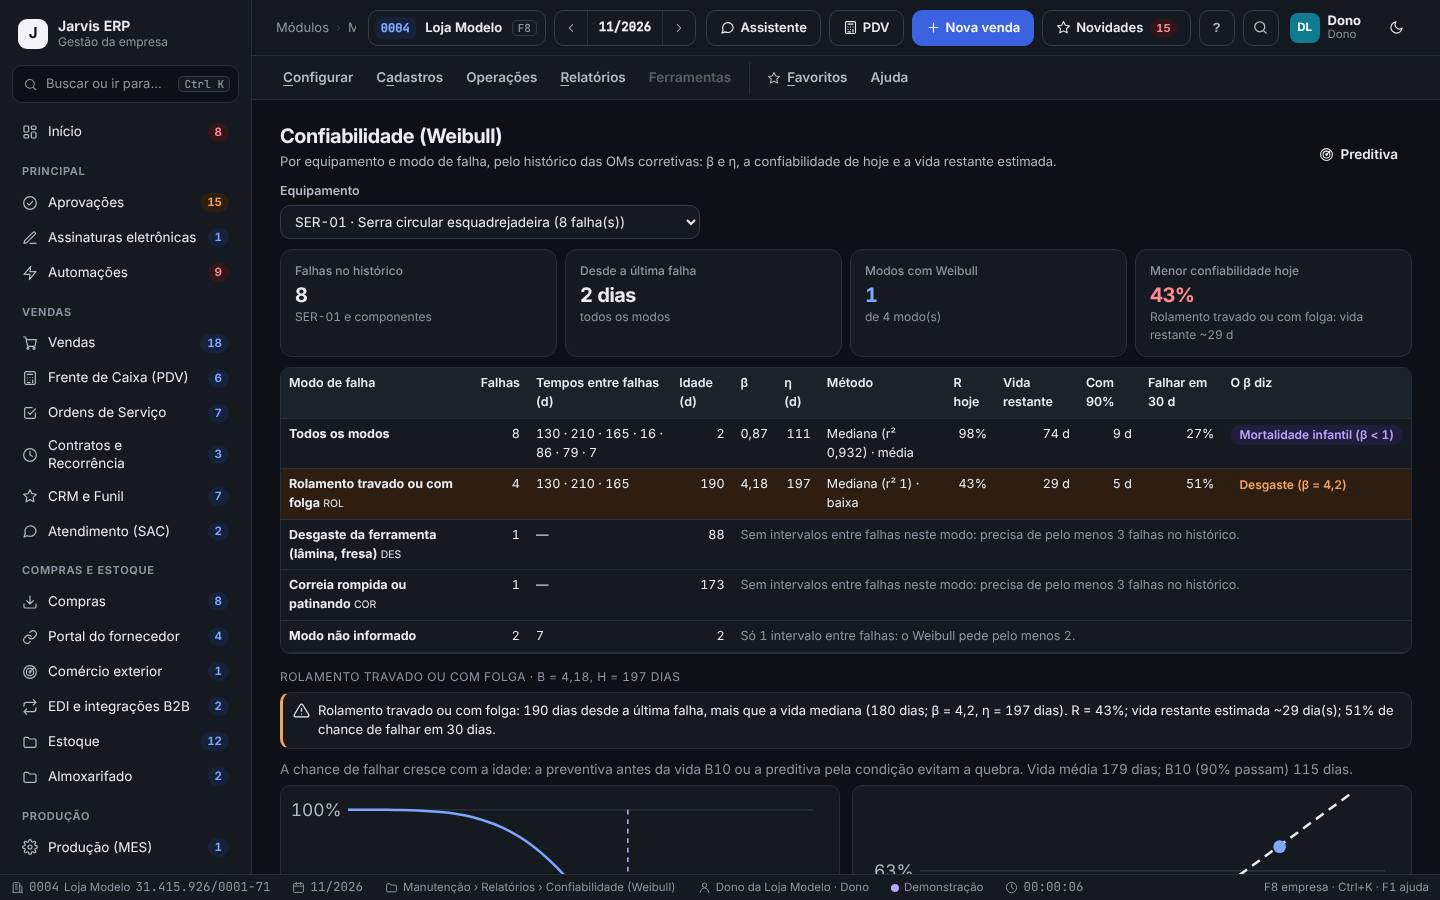 J
Jarvis ERP
Gestão da empresa
Buscar ou ir para... Ctrl K
Início 8
PRINCIPAL
Aprovações 15
Assinaturas eletrônicas 1
Automações 9
VENDAS
Vendas 18
Frente de Caixa (PDV) 6
Ordens de Serviço 7
Contratos e
Recorrência 3
CRM e Funil 7
Atendimento (SAC) 2
COMPRAS E ESTOQUE
Compras 8
Portal do fornecedor 4
Comércio exterior 1
EDI e integrações B2B 2
Estoque 12
Almoxarifado 2
PRODUÇÃO
Produção (MES) 1
Módulos › M 0004 Loja Modelo F8 ‹ 11/2026 › Assistente PDV + Nova venda Novidades 15 ? DL Dono
Dono
Configurar Cadastros Operações Relatórios Ferramentas Favoritos Ajuda
Confiabilidade (Weibull)
Por equipamento e modo de falha, pelo histórico das OMs corretivas: β e η, a confiabilidade de hoje e a vida restante estimada.
Preditiva
Equipamento
SER-01 · Serra circular esquadrejadeira (8 falha(s))
Falhas no histórico
8
SER-01 e componentes
Desde a última falha
2 dias
todos os modos
Modos com Weibull
1
de 4 modo(s)
Menor confiabilidade hoje
43%
Rolamento travado ou com folga: vida
restante ~29 d
Modo de falha Falhas Tempos entre falhas Idade β η Método R Vida Com Falhar em O β diz
(d) (d) (d) hoje restante 90% 30 d
Todos os modos 8 130 · 210 · 165 · 16 · 2 0,87 111 Mediana (r² 98% 74 d 9 d 27% Mortalidade infantil (β < 1)
86 · 79 · 7 0,932) · média
Rolamento travado ou com 4 130 · 210 · 165 190 4,18 197 Mediana (r² 1) · 43% 29 d 5 d 51% Desgaste (β = 4,2)
folga ROL baixa
Desgaste da ferramenta 1 — 88 Sem intervalos entre falhas neste modo: precisa de pelo menos 3 falhas no histórico.
(lâmina, fresa) DES
Correia rompida ou 1 — 173 Sem intervalos entre falhas neste modo: precisa de pelo menos 3 falhas no histórico.
patinando COR
Modo não informado 2 7 2 Só 1 intervalo entre falhas: o Weibull pede pelo menos 2.
ROLAMENTO TRAVADO OU COM FOLGA · Β = 4,18, Η = 197 DIAS
Rolamento travado ou com folga: 190 dias desde a última falha, mais que a vida mediana (180 dias; β = 4,2, η = 197 dias). R = 43%; vida restante estimada ~29 dia(s); 51% de
chance de falhar em 30 dias.
A chance de falhar cresce com a idade: a preventiva antes da vida B10 ou a preditiva pela condição evitam a quebra. Vida média 179 dias; B10 (90% passam) 115 dias.
100%
63%
0004 Loja Modelo 31.415.926/0001-71 11/2026 Manutenção › Relatórios › Confiabilidade (Weibull) Dono da Loja Modelo · Dono Demonstração 00:00:06 F8 empresa · Ctrl+K · F1 ajuda